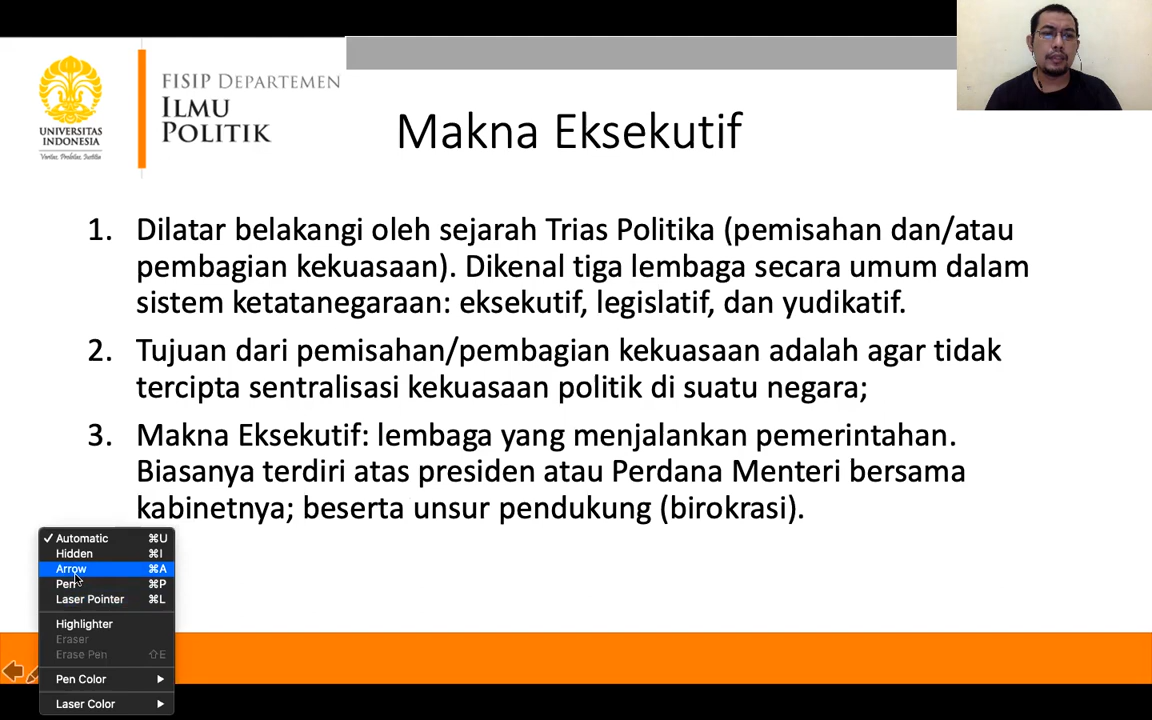 UNIVERSITAS
INDONESIA
Veritas, Probitas, Iustitia
FISIP DEPARTEMEN
ILMU
POLITIK
Makna Eksekutif
1. Dilatar belakangi oleh sejarah Trias Politika (pemisahan dan/atau
pembagian kekuasaan). Dikenal tiga lembaga secara umum dalam
sistem ketatanegaraan: eksekutif, legislatif, dan yudikatif.
2. Tujuan dari pemisahan/pembagian kekuasaan adalah agar tidak
tercipta sentralisasi kekuasaan politik di suatu negara;
3. Makna Eksekutif: lembaga yang menjalankan pemerintahan.
Biasanya terdiri atas presiden atau Perdana Menteri bersama
kabinetnya; beserta unsur pendukung (birokrasi).
✓ Automatic ⌘U
Hidden ⌘I
Arrow ⌘A
Pen ⌘P
Laser Pointer ⌘L
Highlighter
Eraser
Erase Pen ⇧E
Pen Color
Laser Color